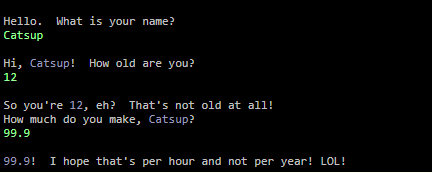 Hello.  What is your name?
Catsup
Hi, Catsup!  How old are you?
12
So you're 12, eh?  That's not old at all!
How much do you make, Catsup?
99.9
99.9!  I hope that's per hour and not per year! LOL!